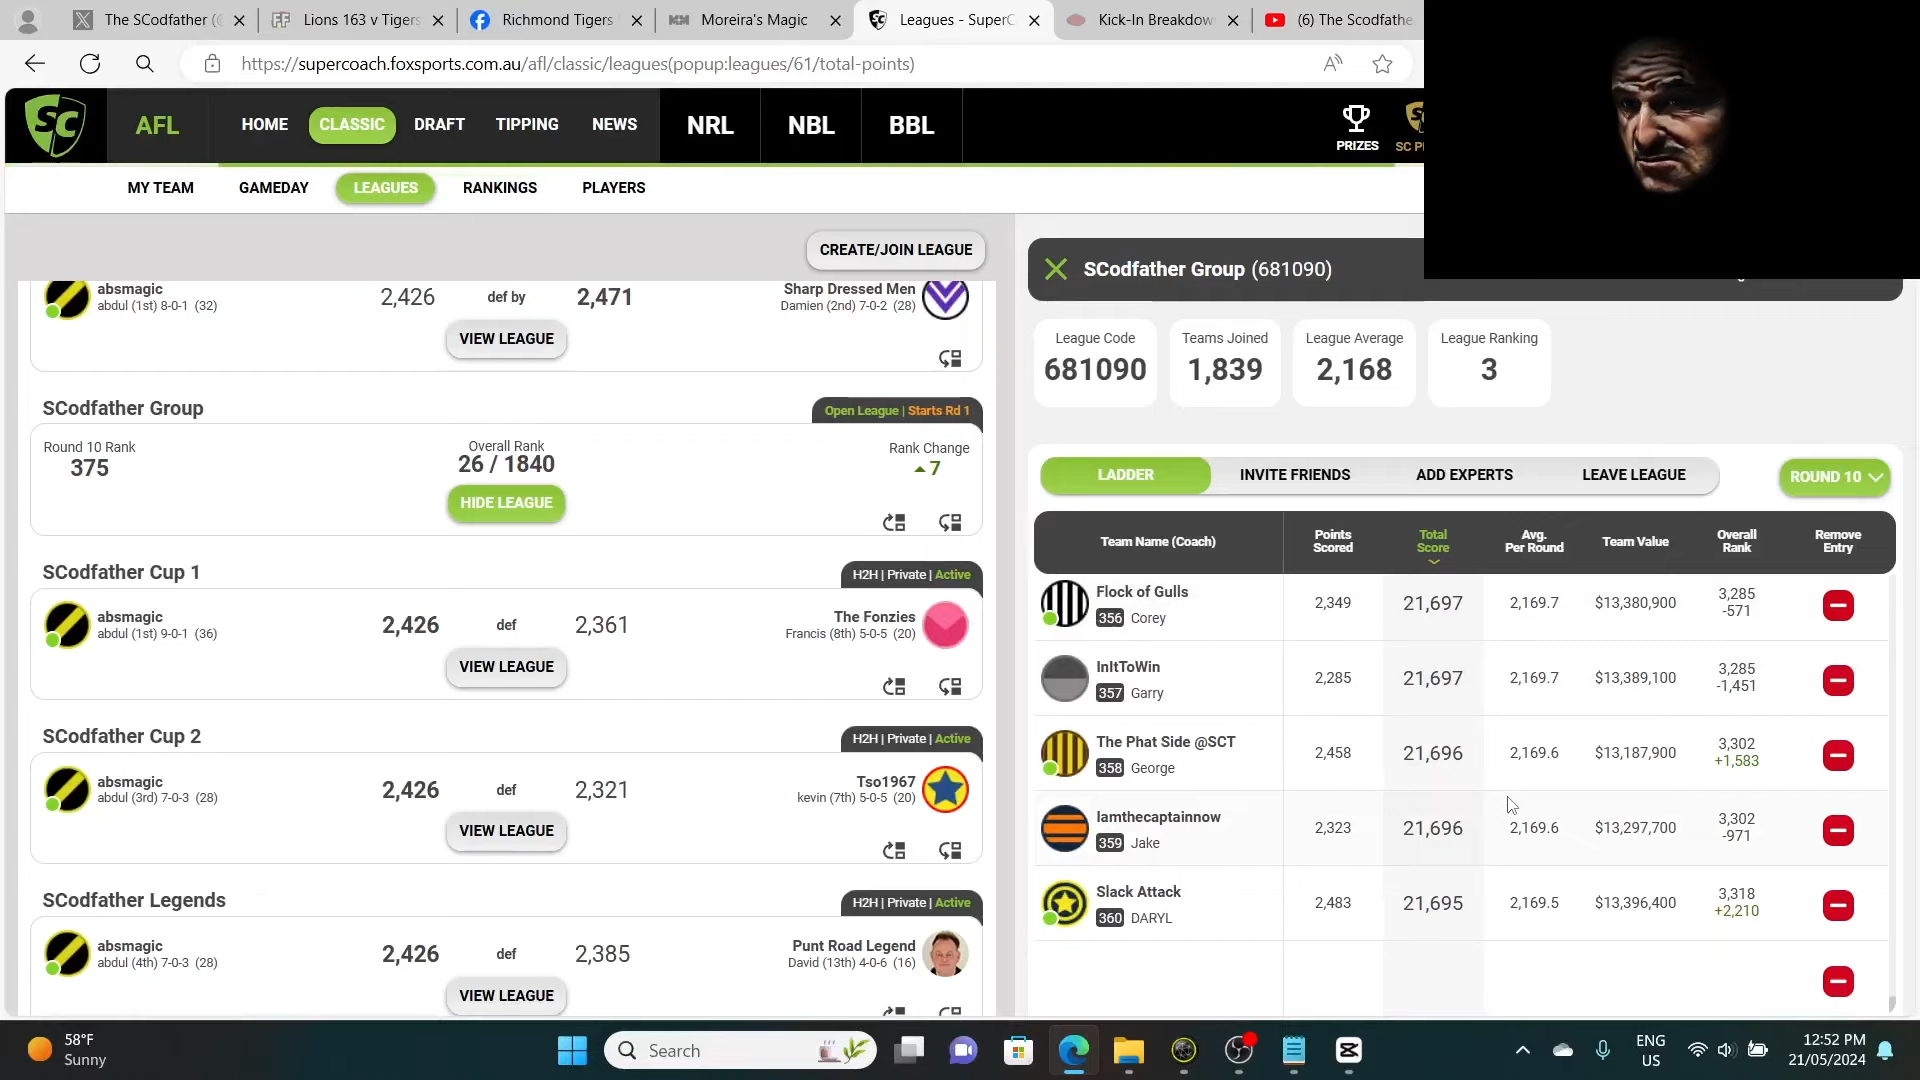 The SCodfather (
Lions 163 v Tigers
Richmond Tigers
Moreira's Magic
Leagues - SuperC
Kick-In Breakdow
(6) The Scodfathe
https://supercoach.foxsports.com.au/afl/classic/leagues(popup:leagues/61/total-points)
SC AFL HOME CLASSIC DRAFT TIPPING NEWS NRL NBL BBL
PRIZES
SC P
MY TEAM GAMEDAY LEAGUES RANKINGS PLAYERS
CREATE/JOIN LEAGUE
absmagic 2,426 def by 2,471 Sharp Dressed Men
abdul (1st) 8-0-1 (32) Damien (2nd) 7-0-2 (28)
VIEW LEAGUE
SCodfather Group
Open League | Starts Rd 1
Round 10 Rank Overall Rank Rank Change
375 26 / 1840 7
HIDE LEAGUE
SCodfather Cup 1
H2H | Private | Active
absmagic 2,426 def 2,361 The Fonzies
abdul (1st) 9-0-1 (36) Francis (8th) 5-0-5 (20)
VIEW LEAGUE
SCodfather Cup 2
H2H | Private | Active
absmagic 2,426 def 2,321 Tso1967
abdul (3rd) 7-0-3 (28) kevin (7th) 5-0-5 (20)
VIEW LEAGUE
SCodfather Legends
H2H | Private | Active
absmagic 2,426 def 2,385 Punt Road Legend
abdul (4th) 7-0-3 (28) David (13th) 4-0-6 (16)
VIEW LEAGUE
SCodfather Group (681090)
League Code Teams Joined League Average League Ranking
681090 1,839 2,168 3
LADDER INVITE FRIENDS ADD EXPERTS LEAVE LEAGUE ROUND 10
Team Name (Coach) Points Scored Total Score Avg. Per Round Team Value Overall Rank Remove Entry
Flock of Gulls 2,349 21,697 2,169.7 $13,380,900 3,285
356 Corey -571
InItToWin 2,285 21,697 2,169.7 $13,389,100 3,285
357 Garry -1,451
The Phat Side @SCT 2,458 21,696 2,169.6 $13,187,900 3,302
358 George +1,583
Iamthecaptainnow 2,323 21,696 2,169.6 $13,297,700 3,302
359 Jake -971
Slack Attack 2,483 21,695 2,169.5 $13,396,400 3,318
360 DARYL +2,210
58°F
Sunny
Search
ENG
US
12:52 PM
21/05/2024